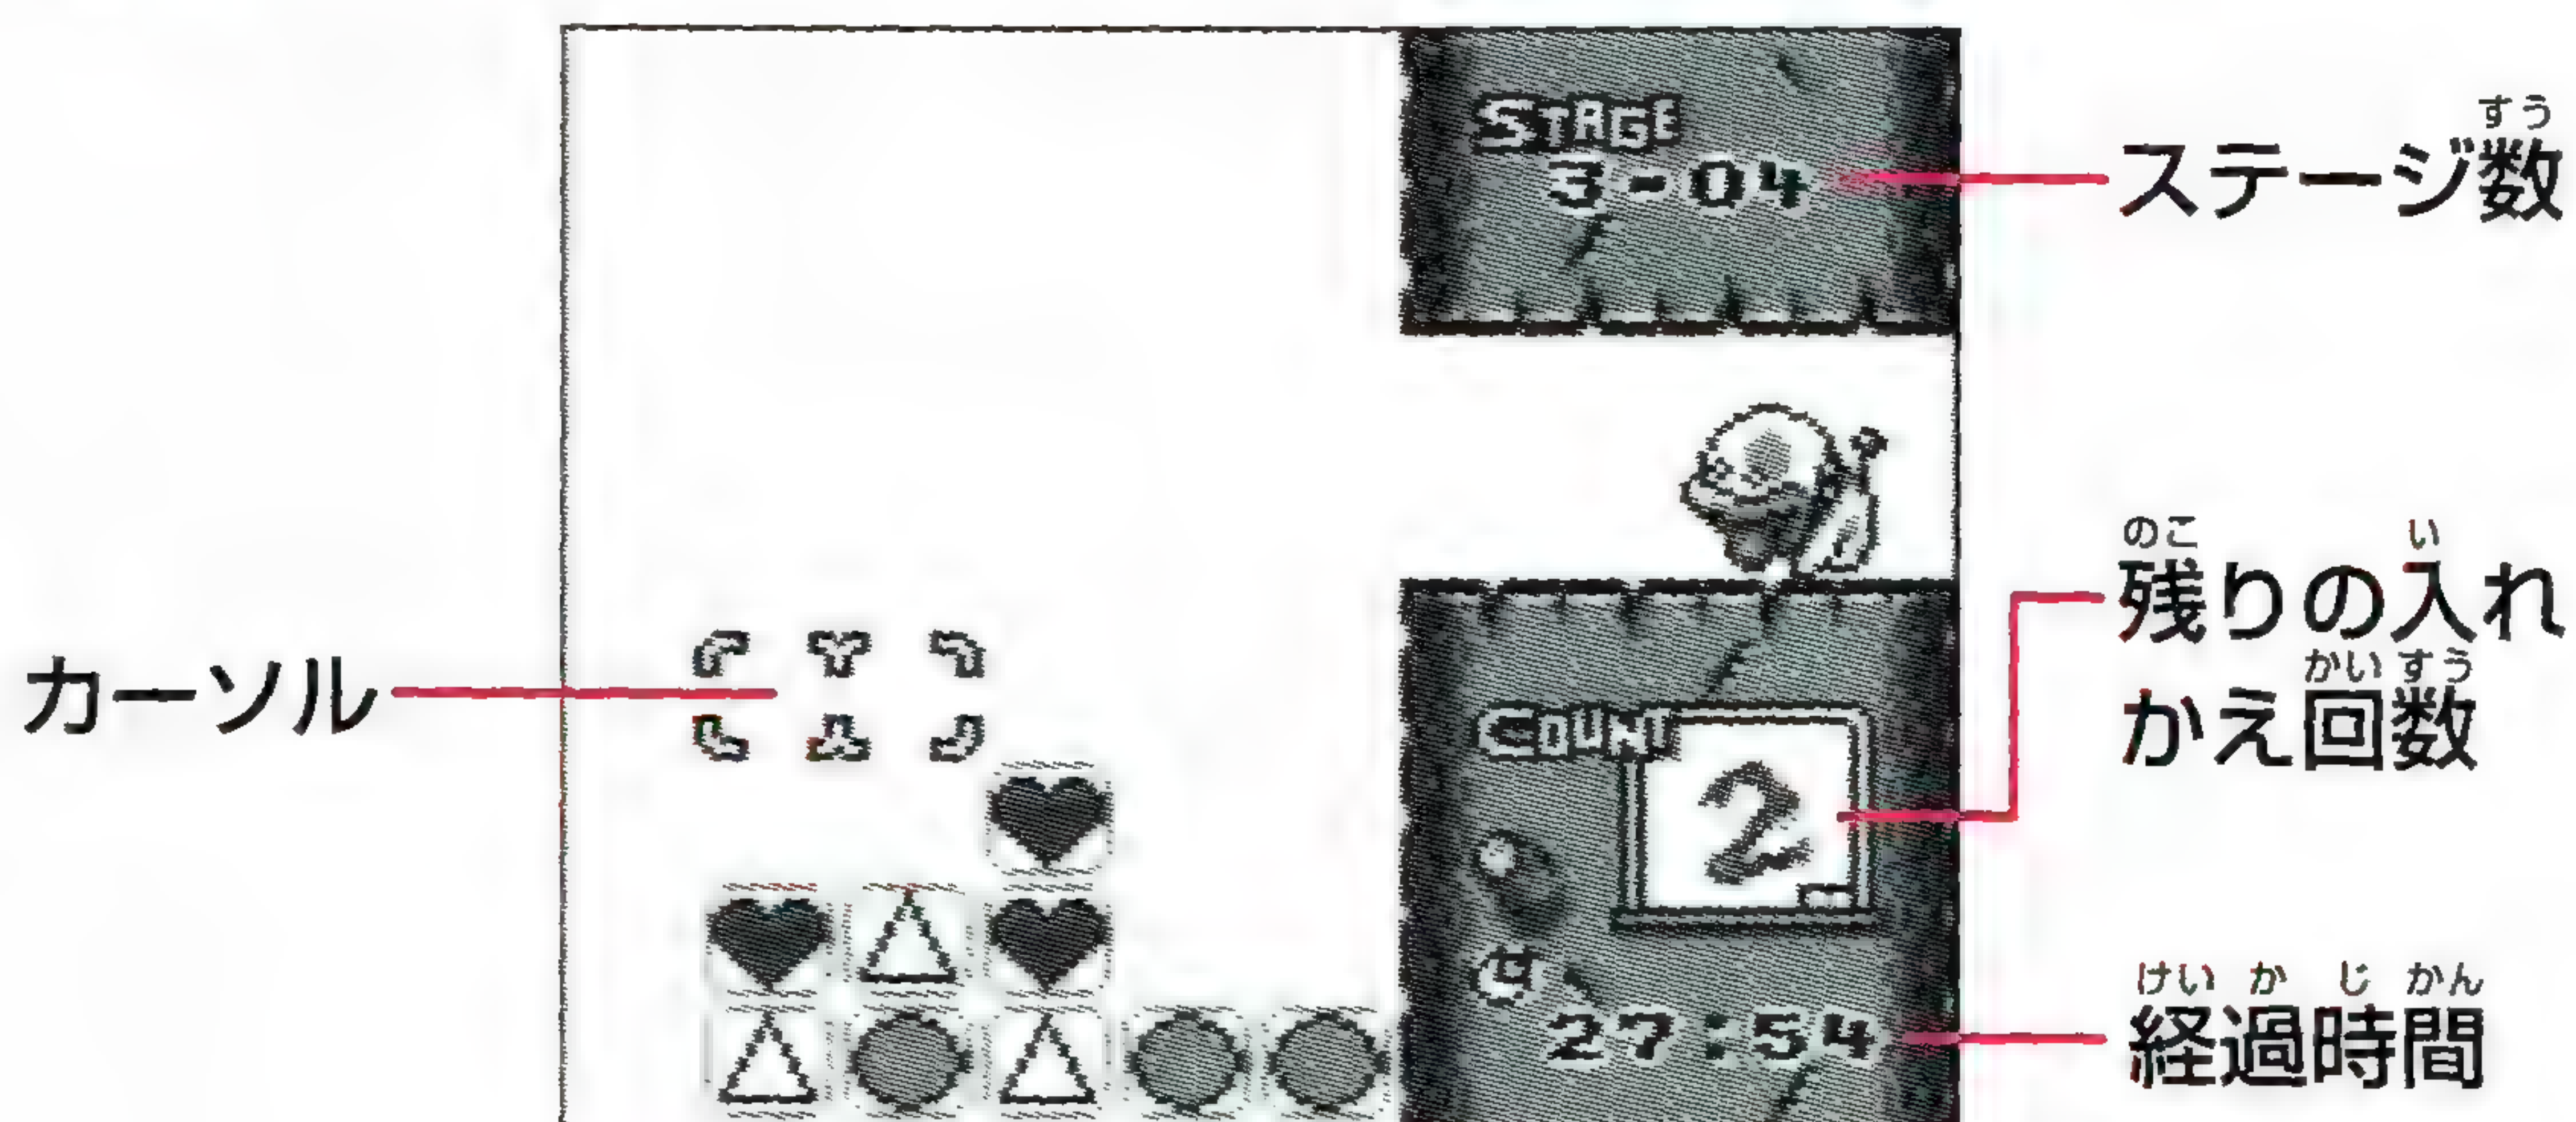 STAGE
3-04
すう
ステージ数
のこ い
残りの入れ
かい すう
かえ回数
カーソル
COUNT
2
けい か じ かん
経過時間
27:54